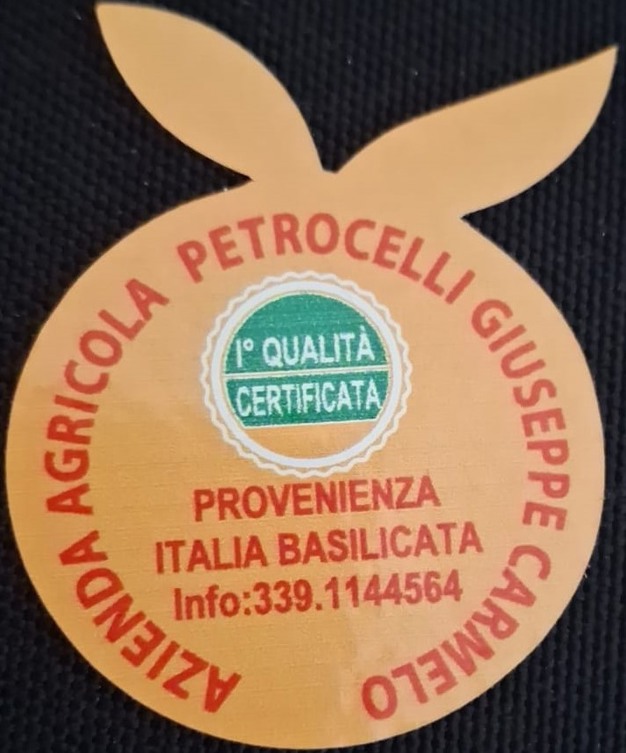 AZIENDA AGRICOLA PETROCELLI GIUSEPPE CARMELO
I° QUALITÀ
CERTIFICATA
PROVENIENZA
ITALIA BASILICATA
Info:339.1144564